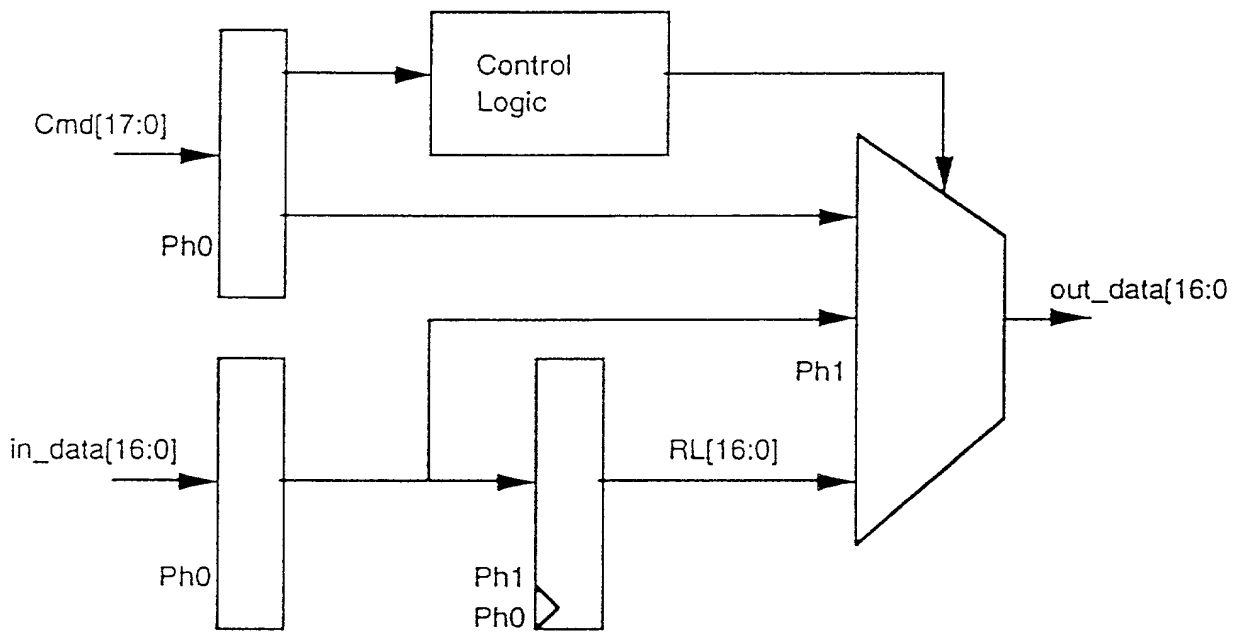 Control
Logic
Cmd[17:0]
Ph0
out_data[16:0
Ph1
in_data[16:0]
RL[16:0]
Ph0
Ph1
Ph0